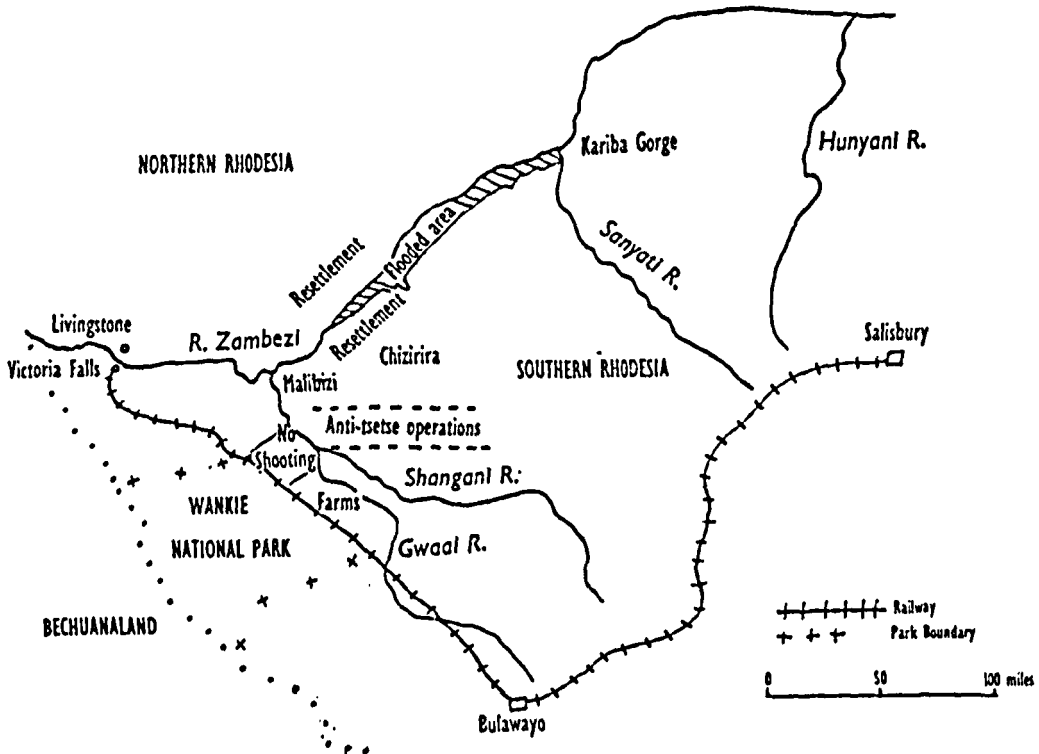 Kariba Gorge
Hunyani R.
NORTHERN RHODESIA
Sanyati R.
Flooded area
Resettlement
Resettlement
Livingstone
R. Zambezi
Salisbury
Victoria Falls
Chizirira
SOUTHERN RHODESIA
Malibizi
Anti-tsetse operations
No
Shooting
Shangani R.
WANKIE
Farms
NATIONAL PARK
Gwaai R.
BECHUANALAND
Railway
Park Boundary
0 50 100 miles
Bulawayo